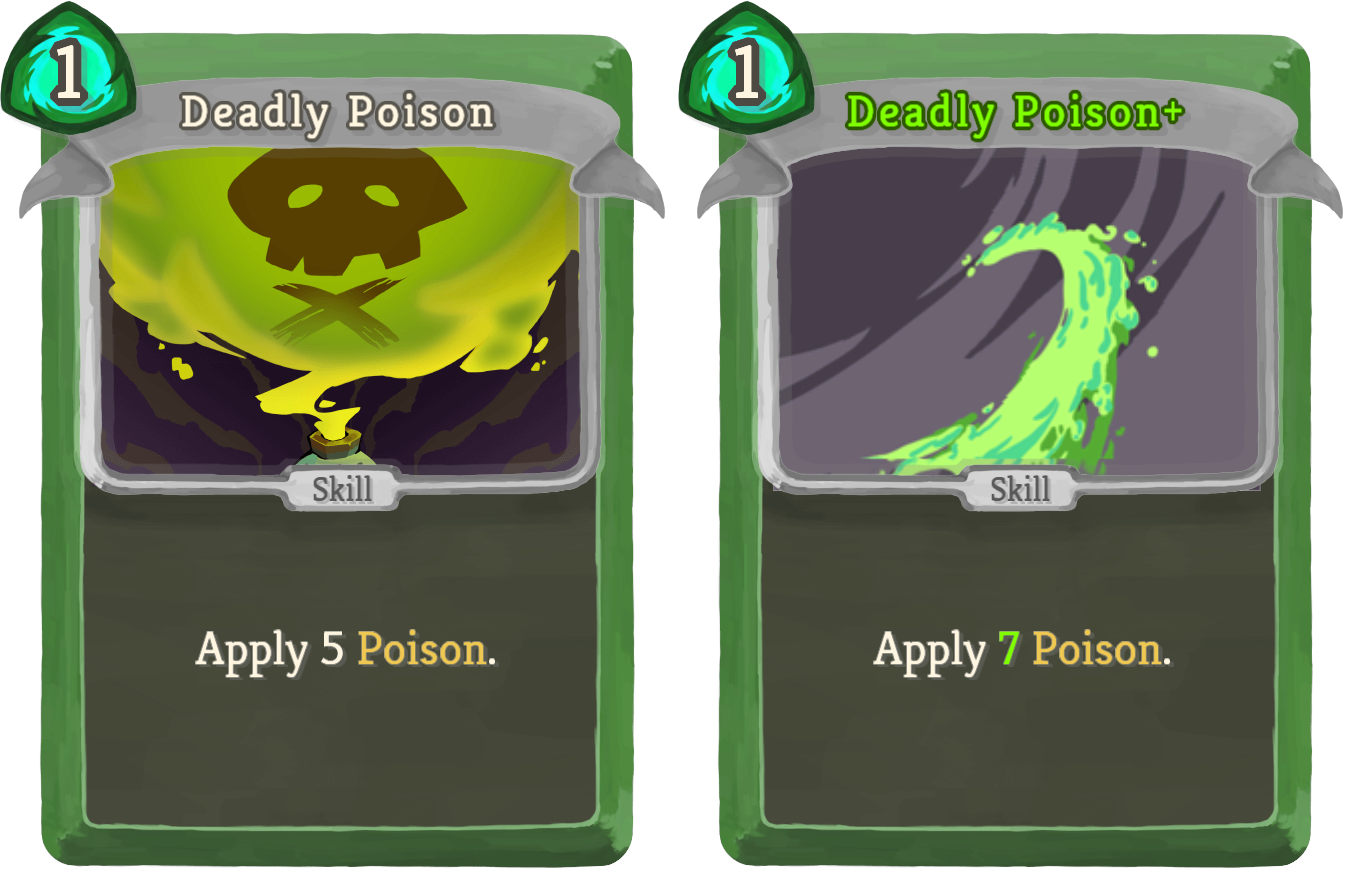 1
Deadly Poison
Skill
Apply 5 Poison.
1
Deadly Poison+
Skill
Apply 7 Poison.